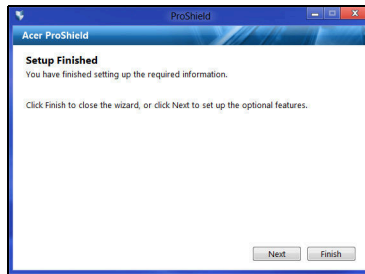 ProShield
Acer ProShield
Setup Finished
You have finished setting up the required information.
Click Finish to close the wizard, or click Next to set up the optional features.
Next Finish